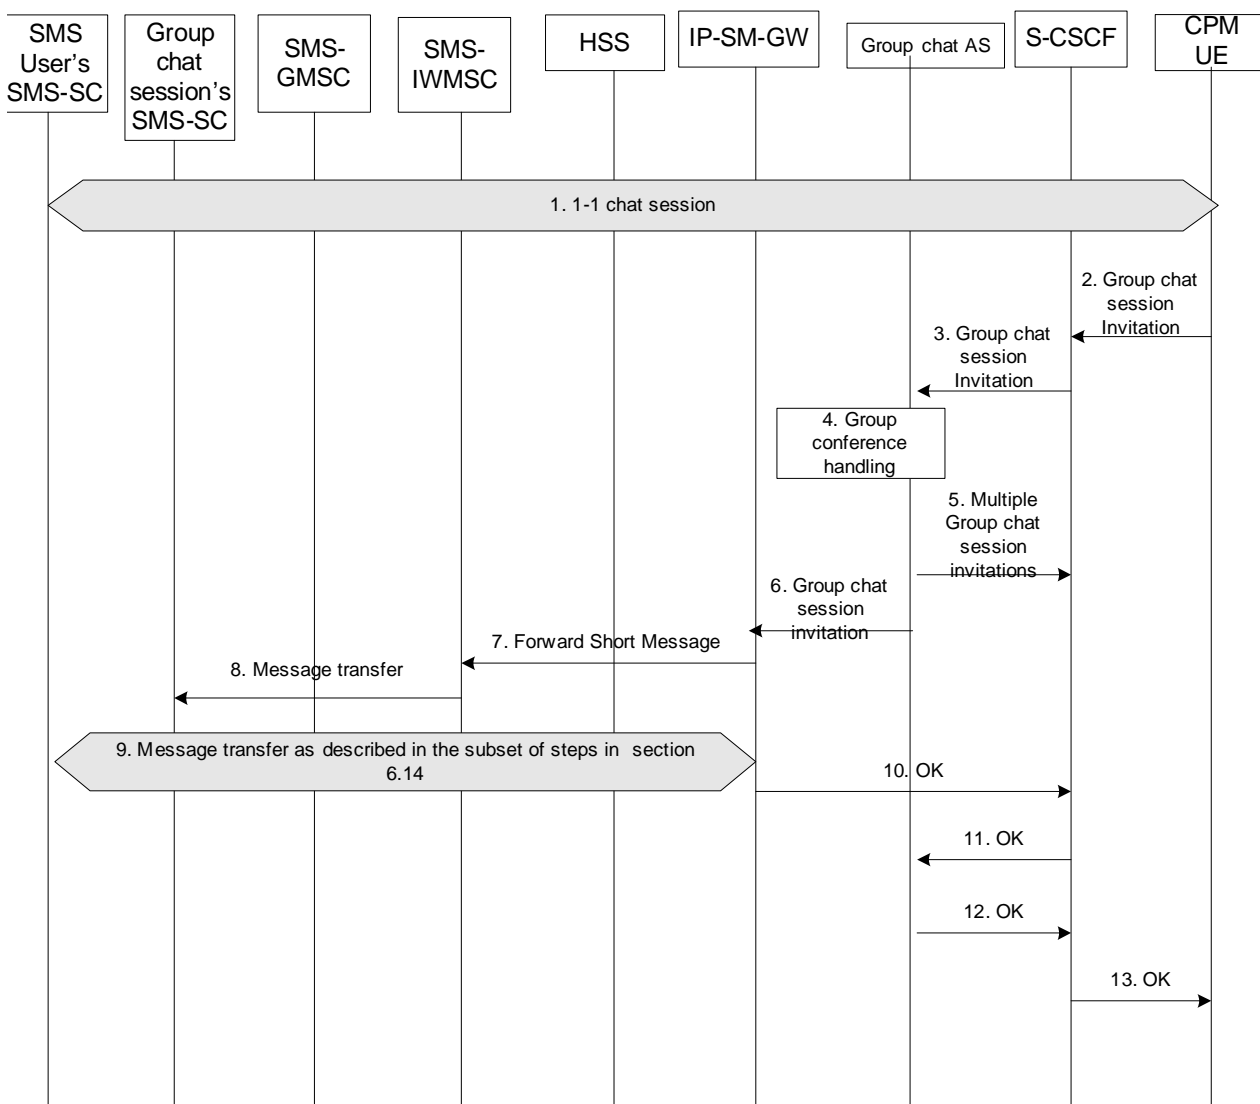 SMS
User's
SMS-SC
Group
chat
session's
SMS-SC
SMS-
GMSC
SMS-
IWMSC
HSS
IP-SM-GW
Group chat AS
S-CSCF
CPM
UE
1. 1-1 chat session
2. Group chat
session
Invitation
3. Group chat
session
Invitation
4. Group
conference
handling
5. Multiple
Group chat
session
invitations
6. Group chat
session
invitation
7. Forward Short Message
8. Message transfer
9. Message transfer as described in the subset of steps in section
6.14
10. OK
11. OK
12. OK
13. OK